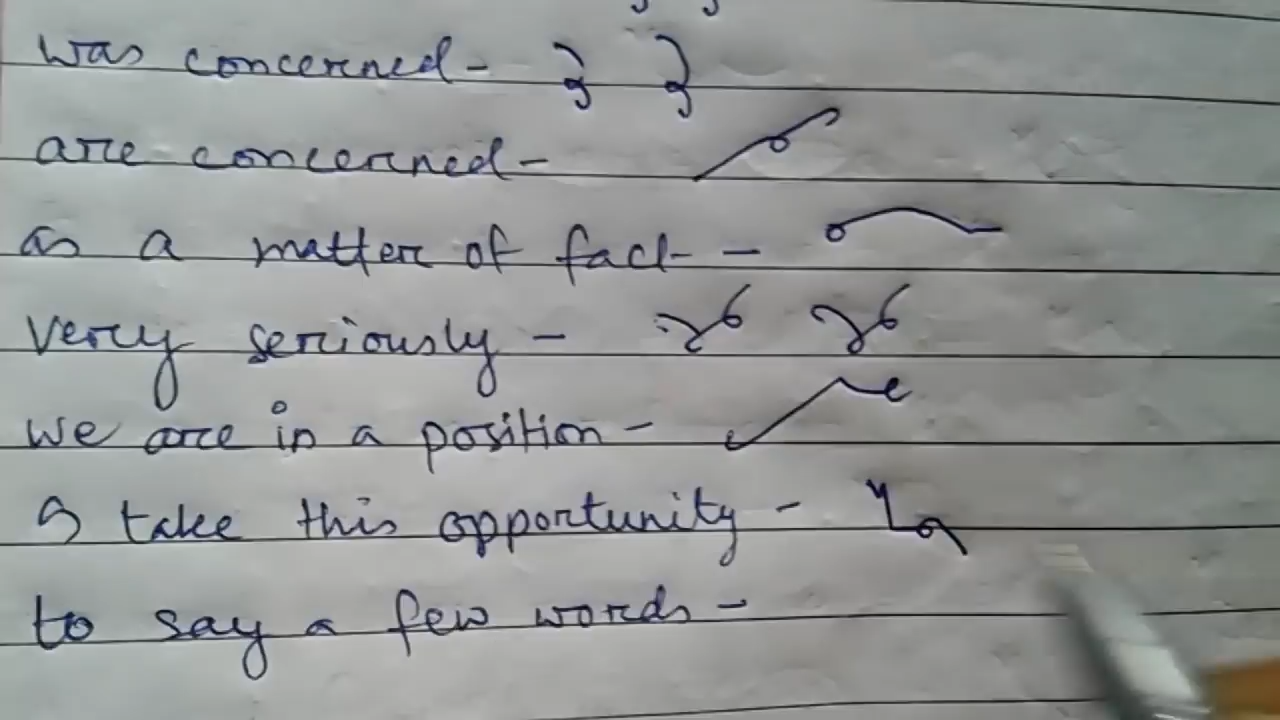 was concerned -
are concerned -
as a matter of fact -
very seriously -
we are in a position -
I take this opportunity -
to say a few words -